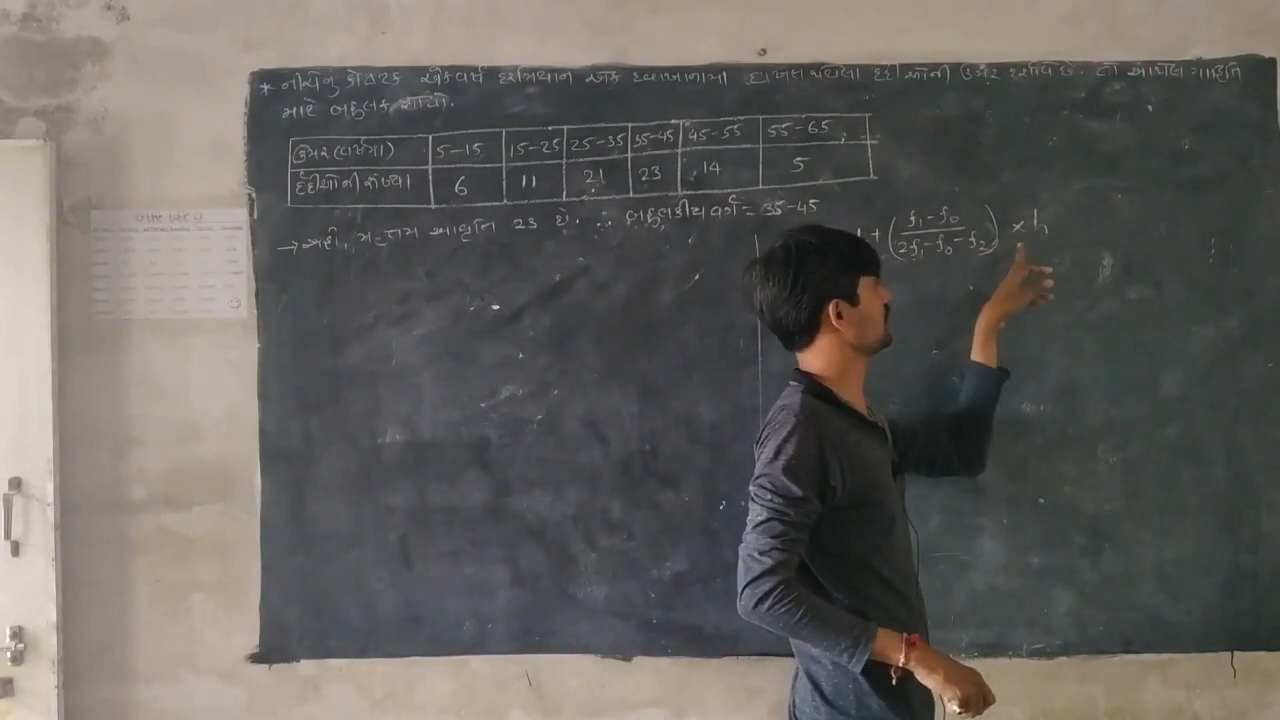 * નીચેનું કોષ્ટક એક વર્ષ દરમિયાન એક દવાખાનામાં દાખલ થયેલા દર્દીઓની ઉંમર દર્શાવે છે. તો આપેલ માહિતી
માટે બહુલક શોધો.
ઉંમર (વર્ષમાં) 5-15 15-25 25-35 35-45 45-55 55-65
દર્દીઓની સંખ્યા 6 11 21 23 14 5
→ અહીં, મહત્તમ આવૃત્તિ 23 છે. ∴ બહુલકીય વર્ગ = 35-45
+ (f₁-f₀ / 2f₁-f₀-f₂) × h